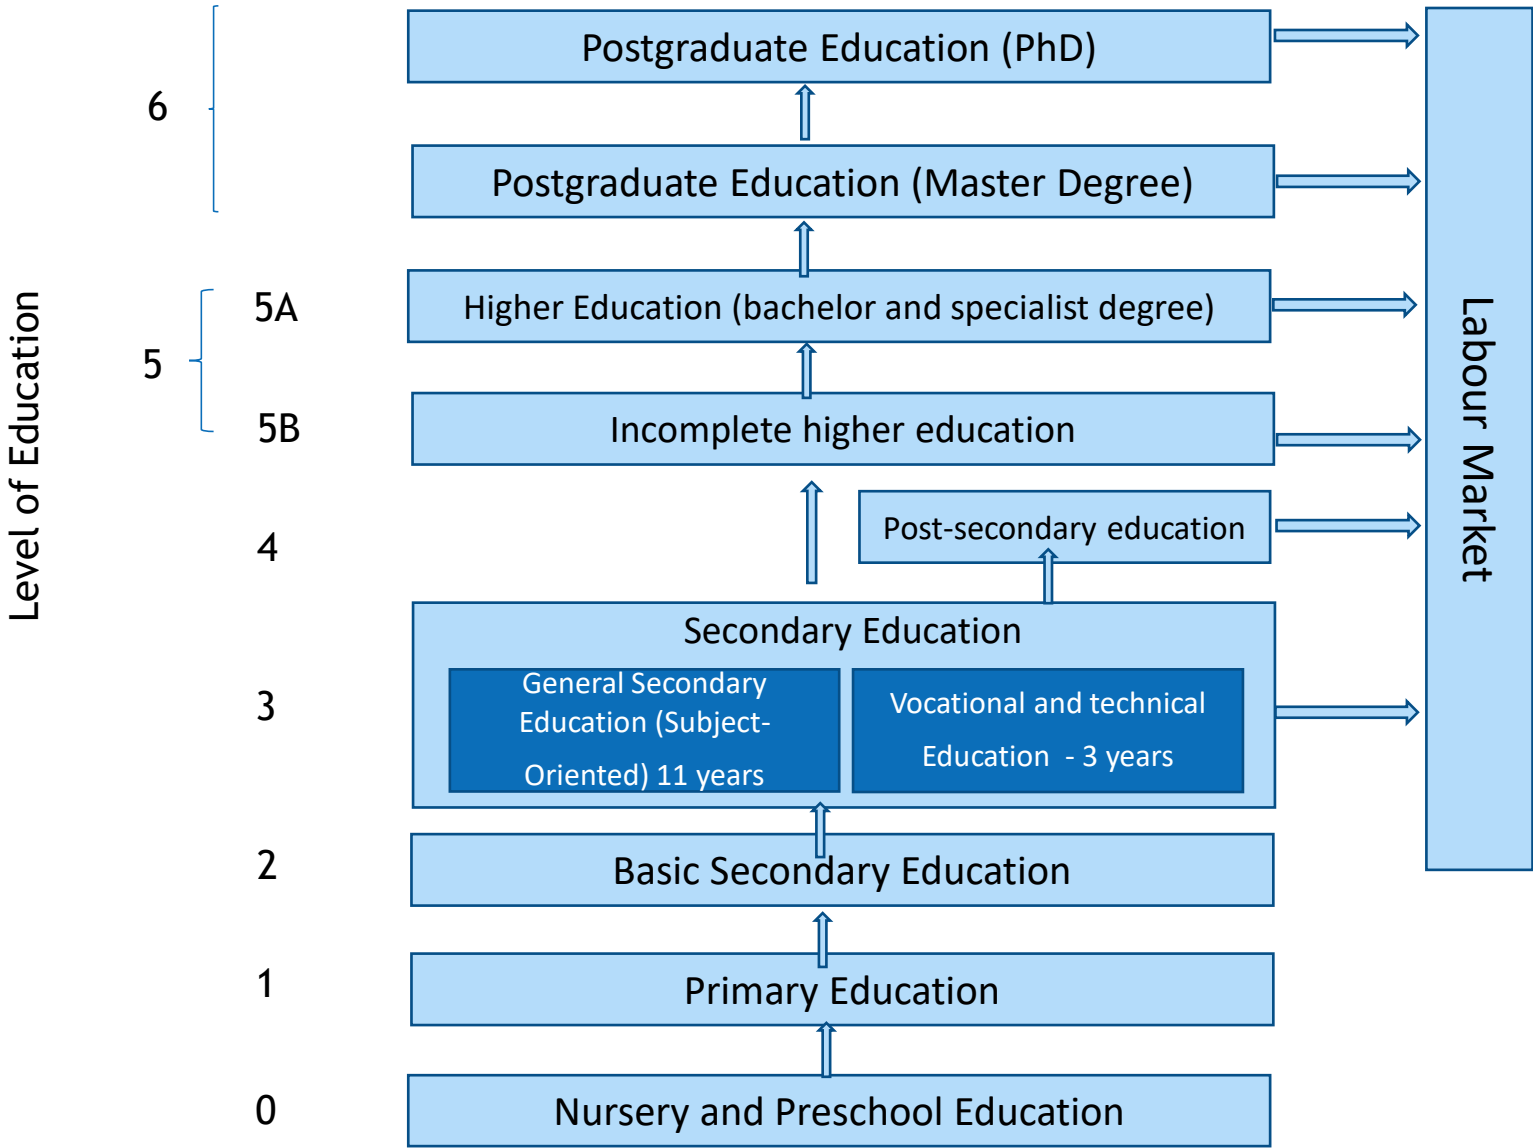 Postgraduate Education (PhD)
6
Postgraduate Education (Master Degree)
5A
Higher Education (bachelor and specialist degree)
5
5B
Incomplete higher education
Level of Education
Labour Market
Post-secondary education
4
Secondary Education
3
General Secondary
Education (Subject-
Oriented) 11 years
Vocational and technical
Education - 3 years
2
Basic Secondary Education
1
Primary Education
0
Nursery and Preschool Education